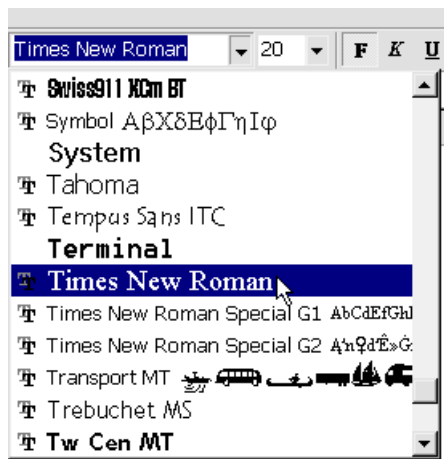 Times New Roman 20 F K U
Swiss911 XCm BT
Symbol ΑβΧδΕϕΓηΙφ
System
Tahoma
Tempus Sans ITC
Terminal
Times New Roman
Times New Roman Special G1 AbCdEfGhI
Times New Roman Special G2
Transport MT
Trebuchet MS
Tw Cen MT